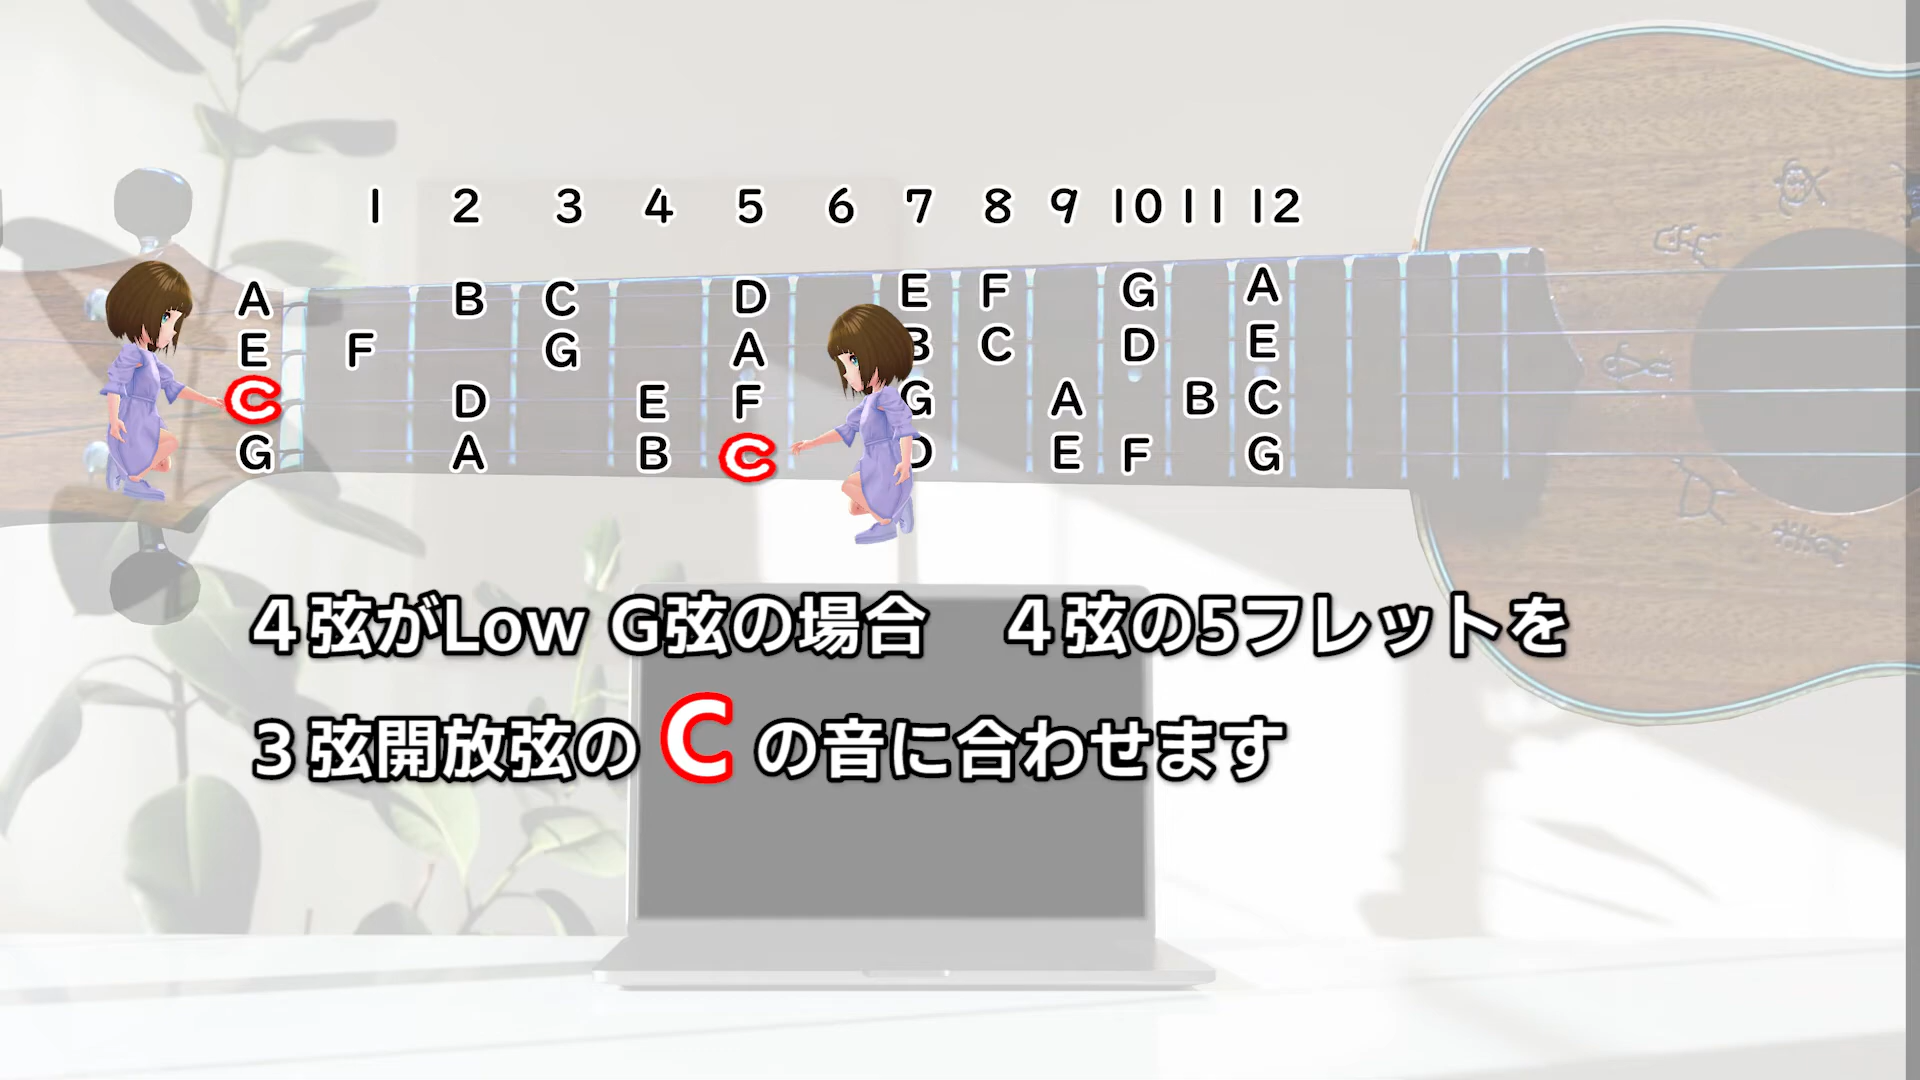 1 2 3 4 5 6 7 8 9 10 11 12
A B C D E F G A
E F G A B C D E
C D E F G A B C
G A B C D E F G
４弦がLow G弦の場合　４弦の5フレットを
３弦開放弦の C の音に合わせます